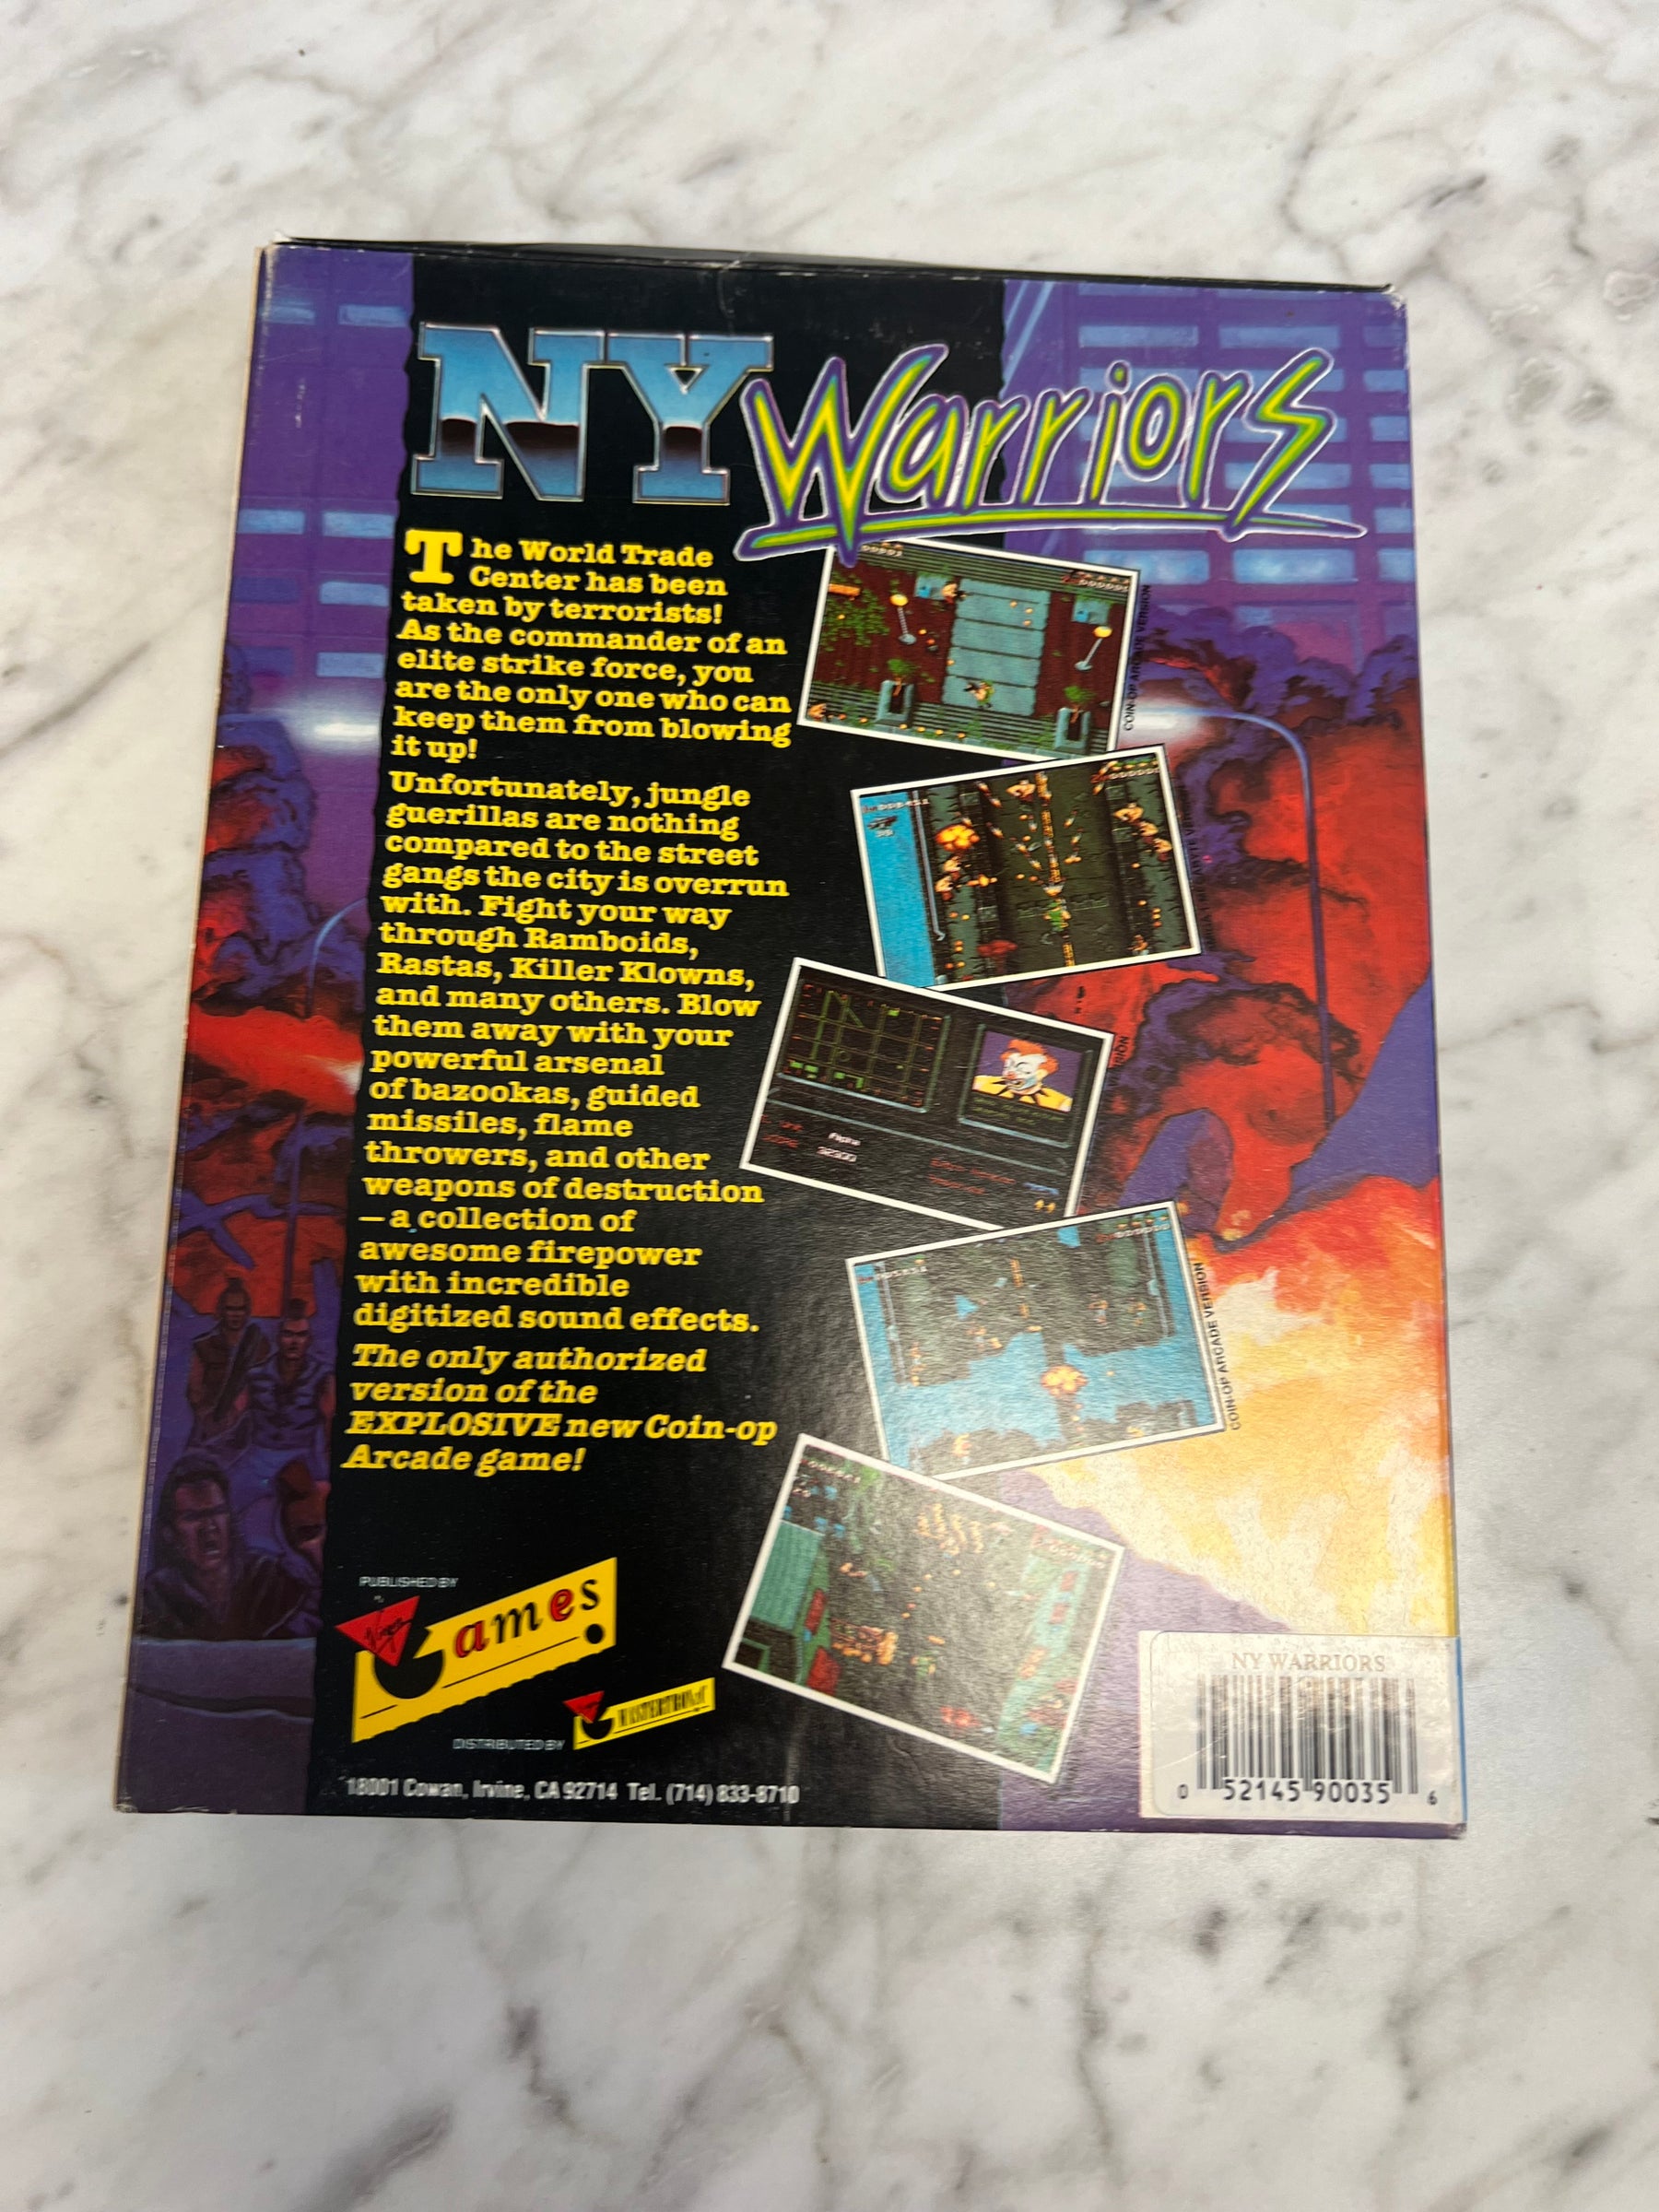 NY Warriors
The World Trade
Center has been
taken by terrorists!
As the commander of an
elite strike force, you
are the only one who can
keep them from blowing
it up!
Unfortunately, jungle
guerillas are nothing
compared to the street
gangs the city is overrun
with. Fight your way
through Ramboids,
Rastas, Killer Klowns,
and many others. Blow
them away with your
powerful arsenal
of bazookas, guided
missiles, flame
throwers, and other
weapons of destruction
— a collection of
awesome firepower
with incredible
digitized sound effects.
The only authorized
version of the
EXPLOSIVE new Coin-op
Arcade game!
COIN-OP ARCADE VERSION
COIN-OP ARCADE VERSION
PUBLISHED BY
Virgin Games
DISTRIBUTED BY
MASTERTRONIC
18001 Cowan, Irvine, CA 92714 Tel. (714) 833-8710
NY WARRIORS
0 52145 90035 6